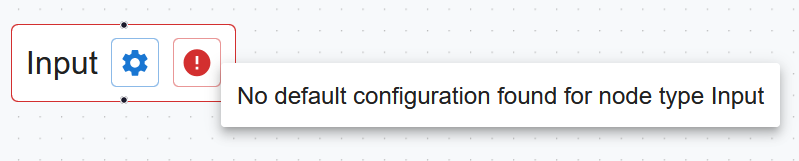 Input
No default configuration found for node type Input